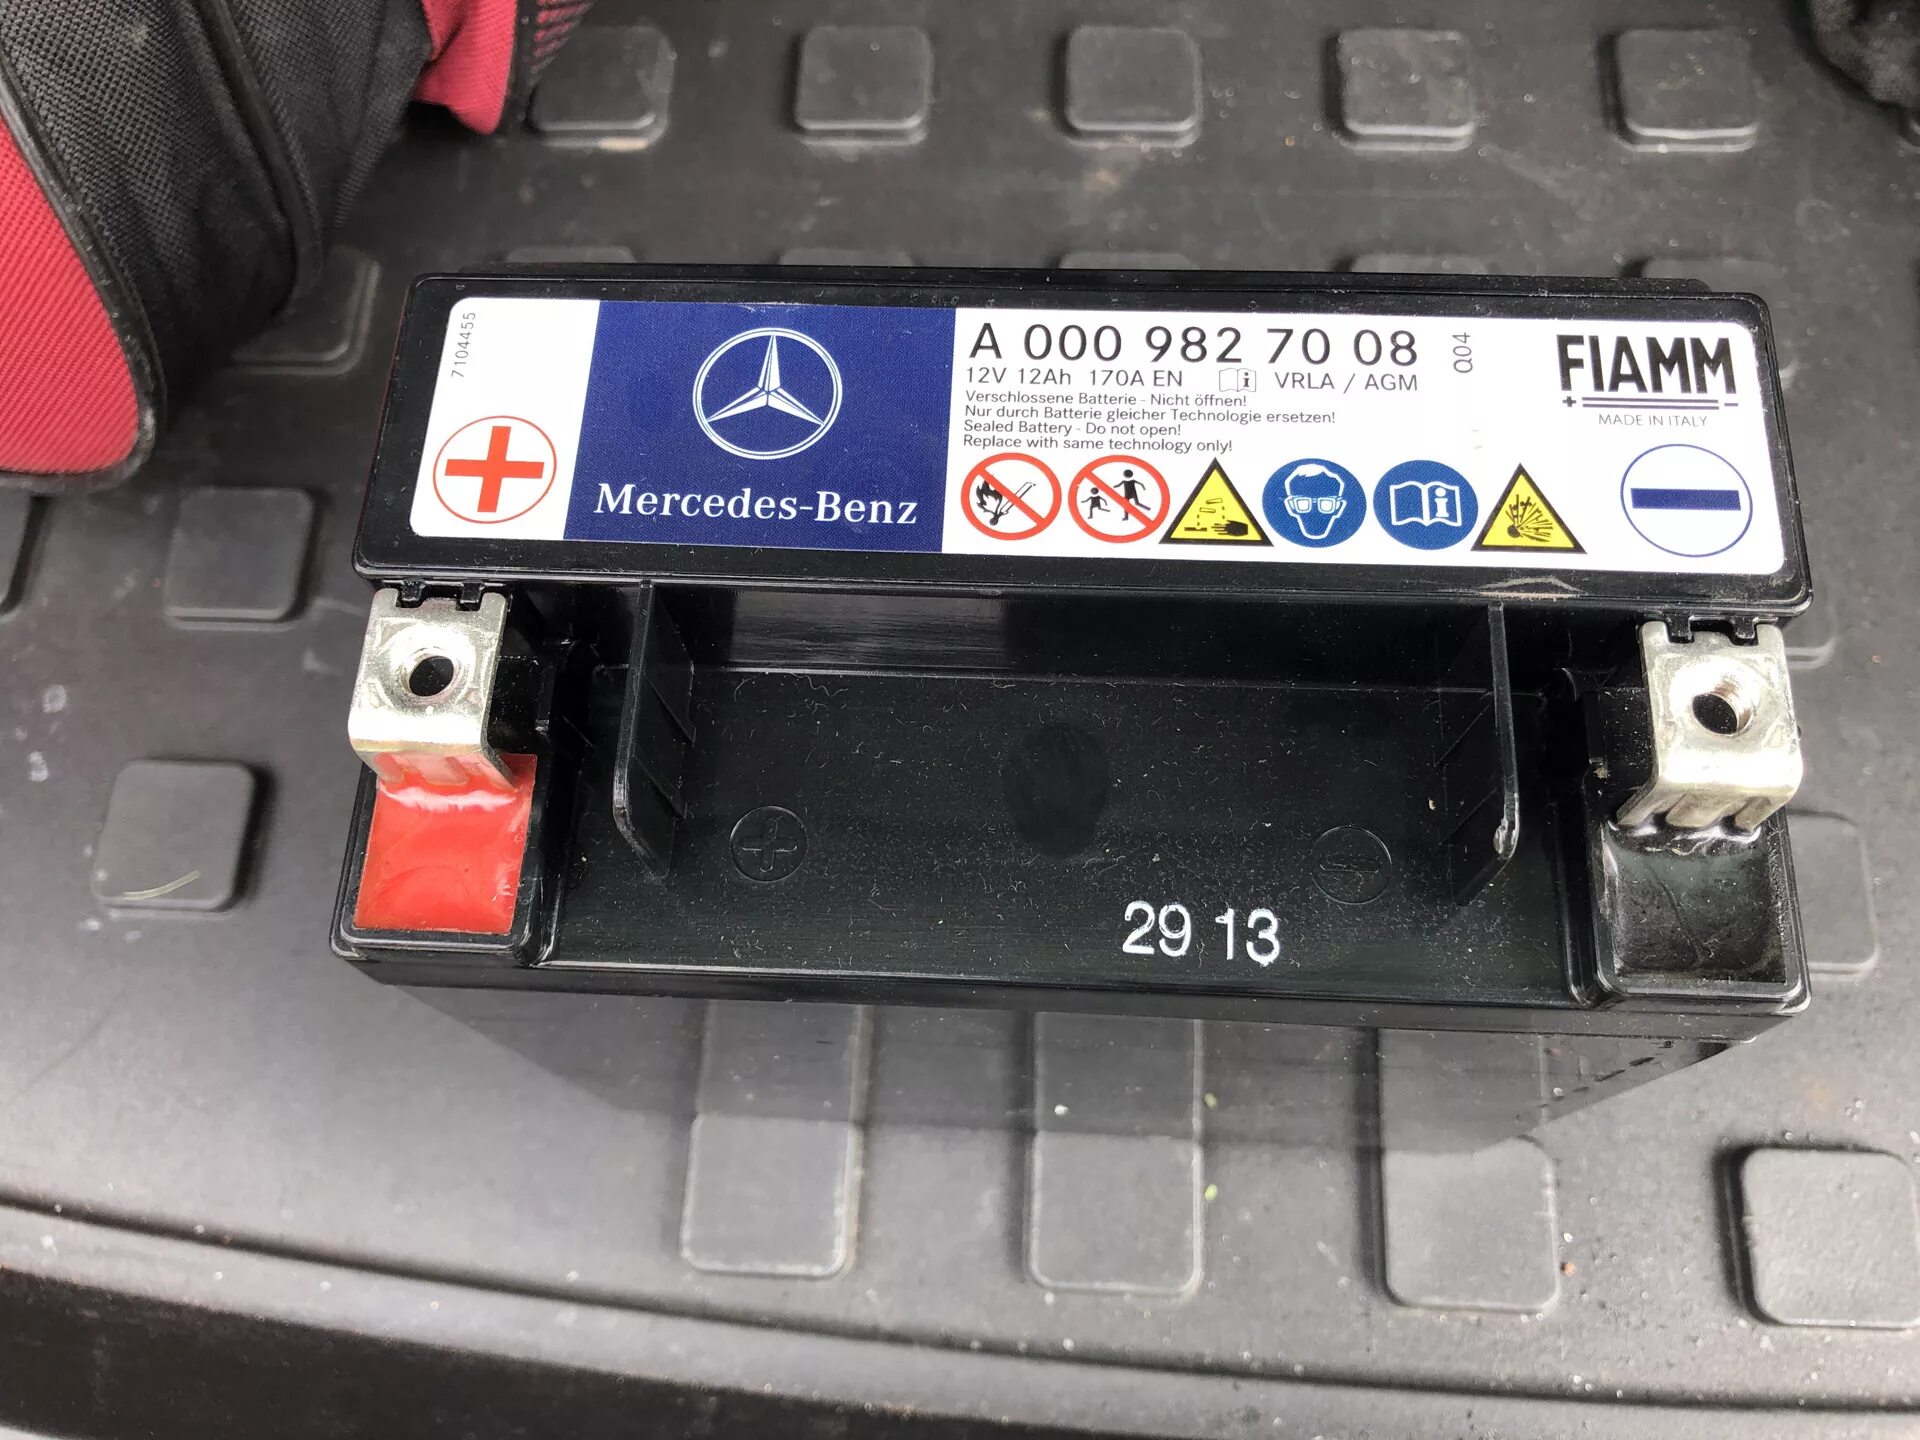 7104455
Mercedes-Benz
A 000 982 70 08
12V 12Ah 170A EN VRLA / AGM
Verschlossene Batterie - Nicht öffnen!
Nur durch Batterie gleicher Technologie ersetzen!
Sealed Battery - Do not open!
Replace with same technology only!
Q04
FIAMM
MADE IN ITALY
29 13